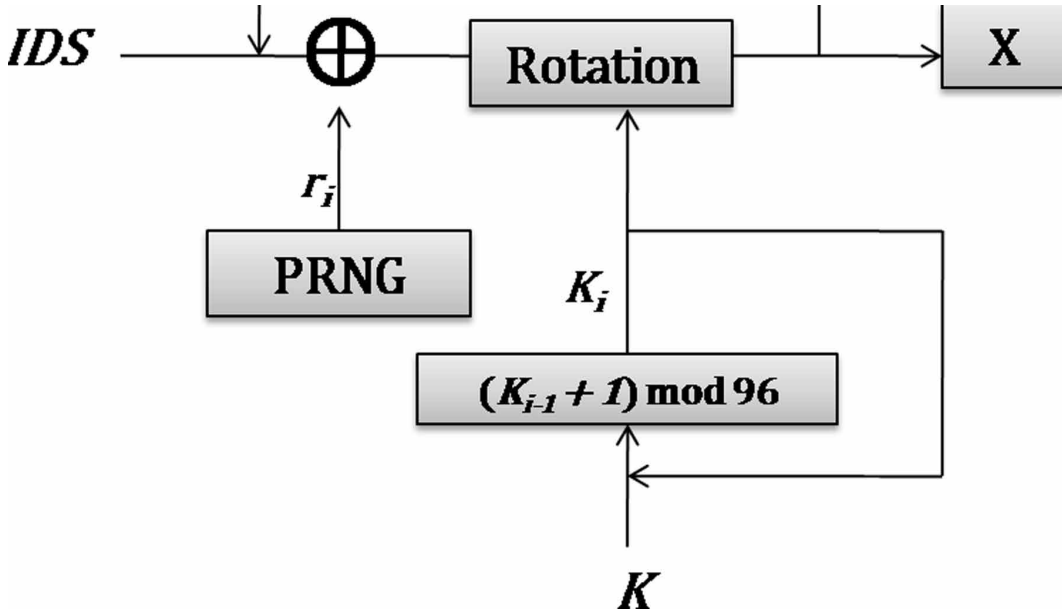 IDS
Rotation
X
r_i
PRNG
K_i
(K_{i-1} + 1) mod 96
K